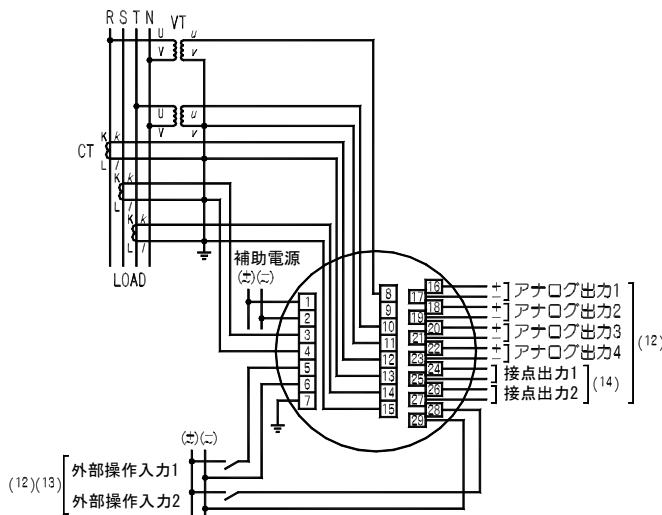 R S T N
VT
U u
V v
U u
V v
K k
CT
L l
K k
L l
K k
L l
LOAD
補助電源
(+)(−)
1
2
3
4
5
6
7
8
9
10
11
12
13
14
15
16
17
18
19
20
21
22
23
24
25
26
27
28
29
+
− アナログ出力1
+
− アナログ出力2
+
− アナログ出力3
+
− アナログ出力4
(12)
接点出力1
接点出力2
(14)
(+)(−)
(12)(13)
外部操作入力1
外部操作入力2